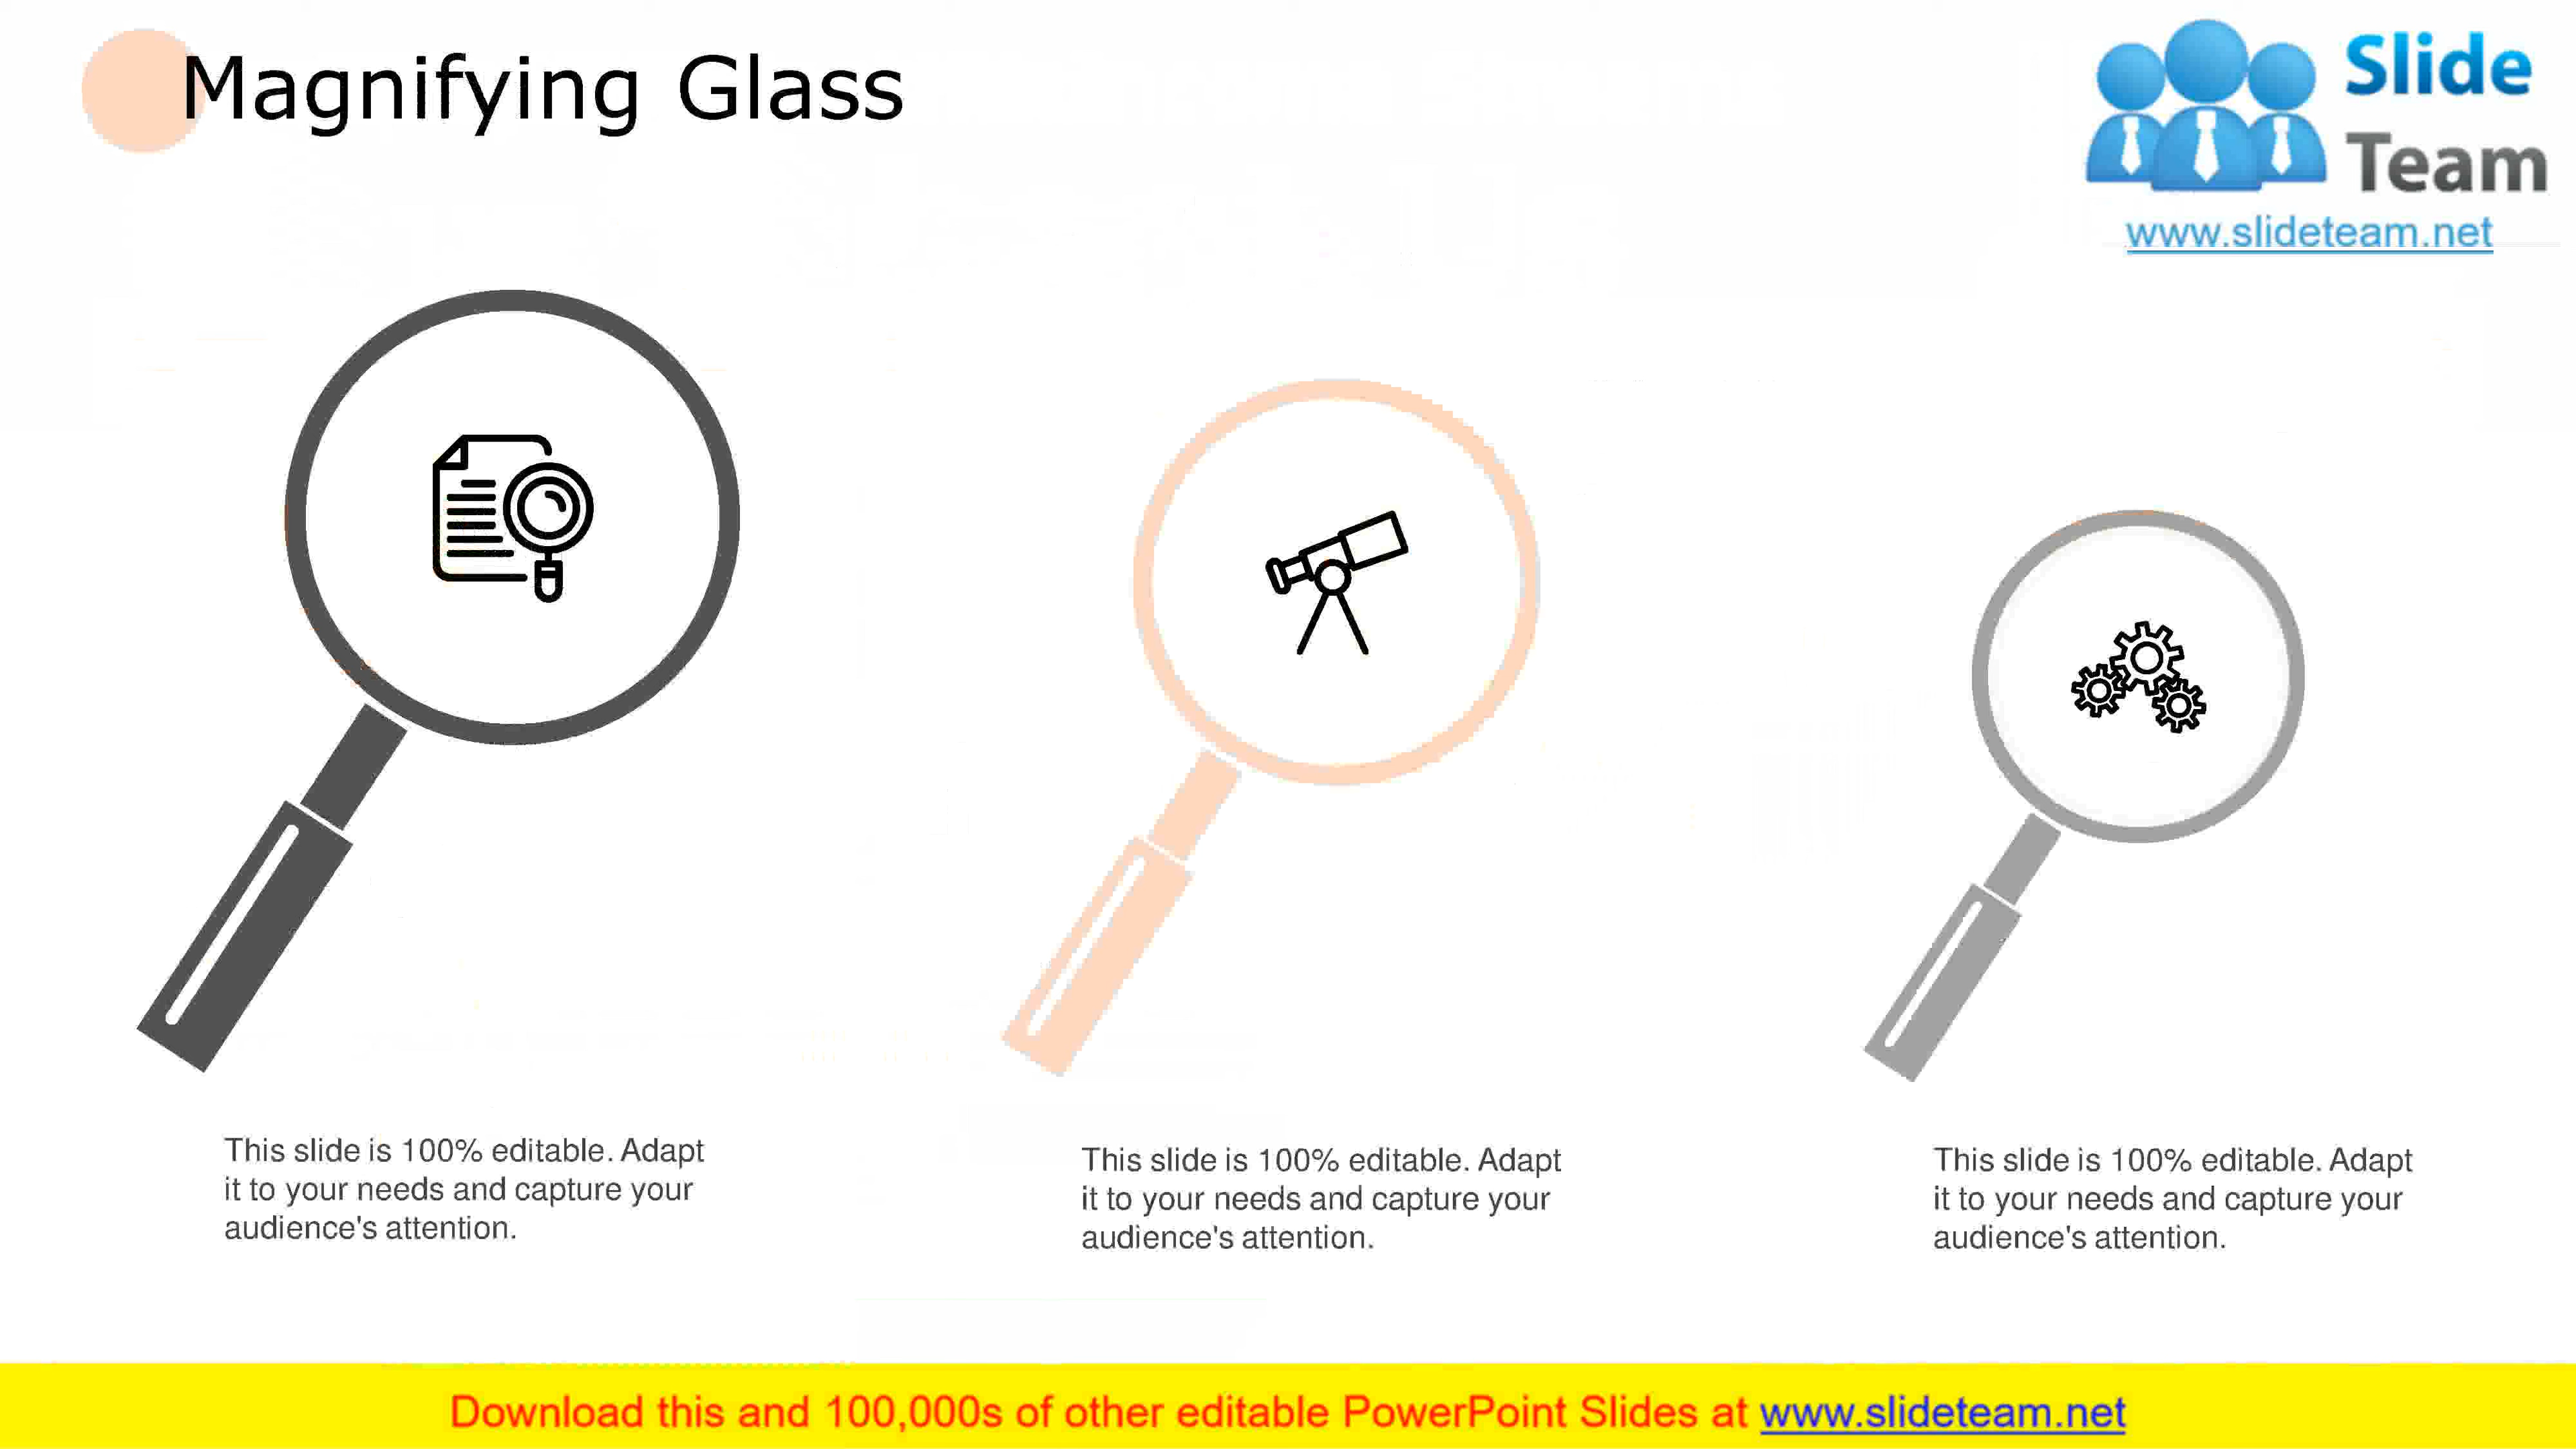 Magnifying Glass
Slide
Team
www.slideteam.net
This slide is 100% editable. Adapt
it to your needs and capture your
audience's attention.
This slide is 100% editable. Adapt
it to your needs and capture your
audience's attention.
This slide is 100% editable. Adapt
it to your needs and capture your
audience's attention.
Download this and 100,000s of other editable PowerPoint Slides at www.slideteam.net